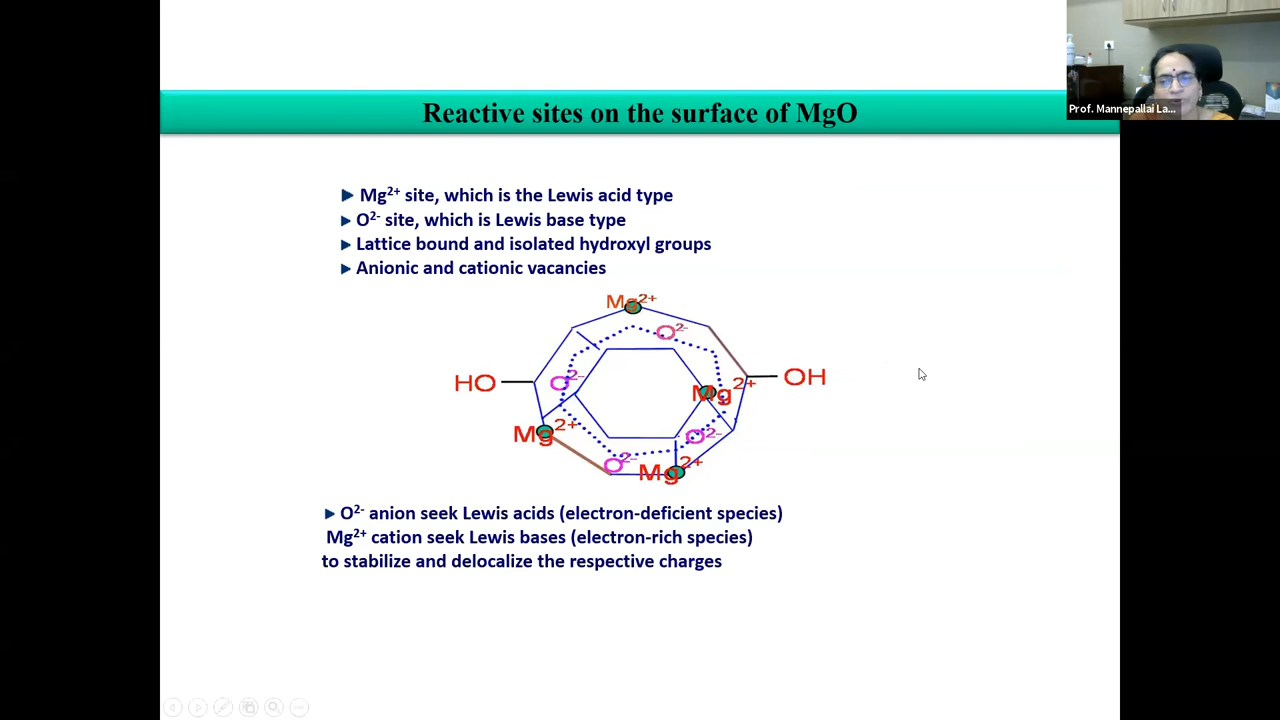 Reactive sites on the surface of MgO
Prof. Mannepallai La...
Mg²⁺ site, which is the Lewis acid type
O²⁻ site, which is Lewis base type
Lattice bound and isolated hydroxyl groups
Anionic and cationic vacancies
Mg²⁺
O²⁻
HO
O²⁻
Mg²⁺
OH
Mg²⁺
O²⁻
O²⁻
Mg²⁺
O²⁻ anion seek Lewis acids (electron-deficient species)
Mg²⁺ cation seek Lewis bases (electron-rich species)
to stabilize and delocalize the respective charges